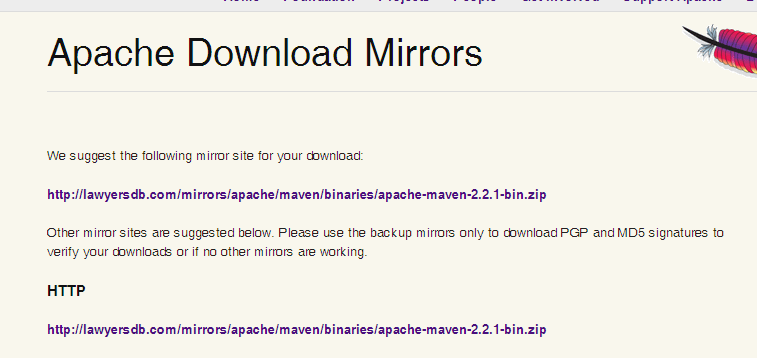 Apache Download Mirrors
We suggest the following mirror site for your download:
http://lawyersdb.com/mirrors/apache/maven/binaries/apache-maven-2.2.1-bin.zip
Other mirror sites are suggested below. Please use the backup mirrors only to download PGP and MD5 signatures to
verify your downloads or if no other mirrors are working.
HTTP
http://lawyersdb.com/mirrors/apache/maven/binaries/apache-maven-2.2.1-bin.zip